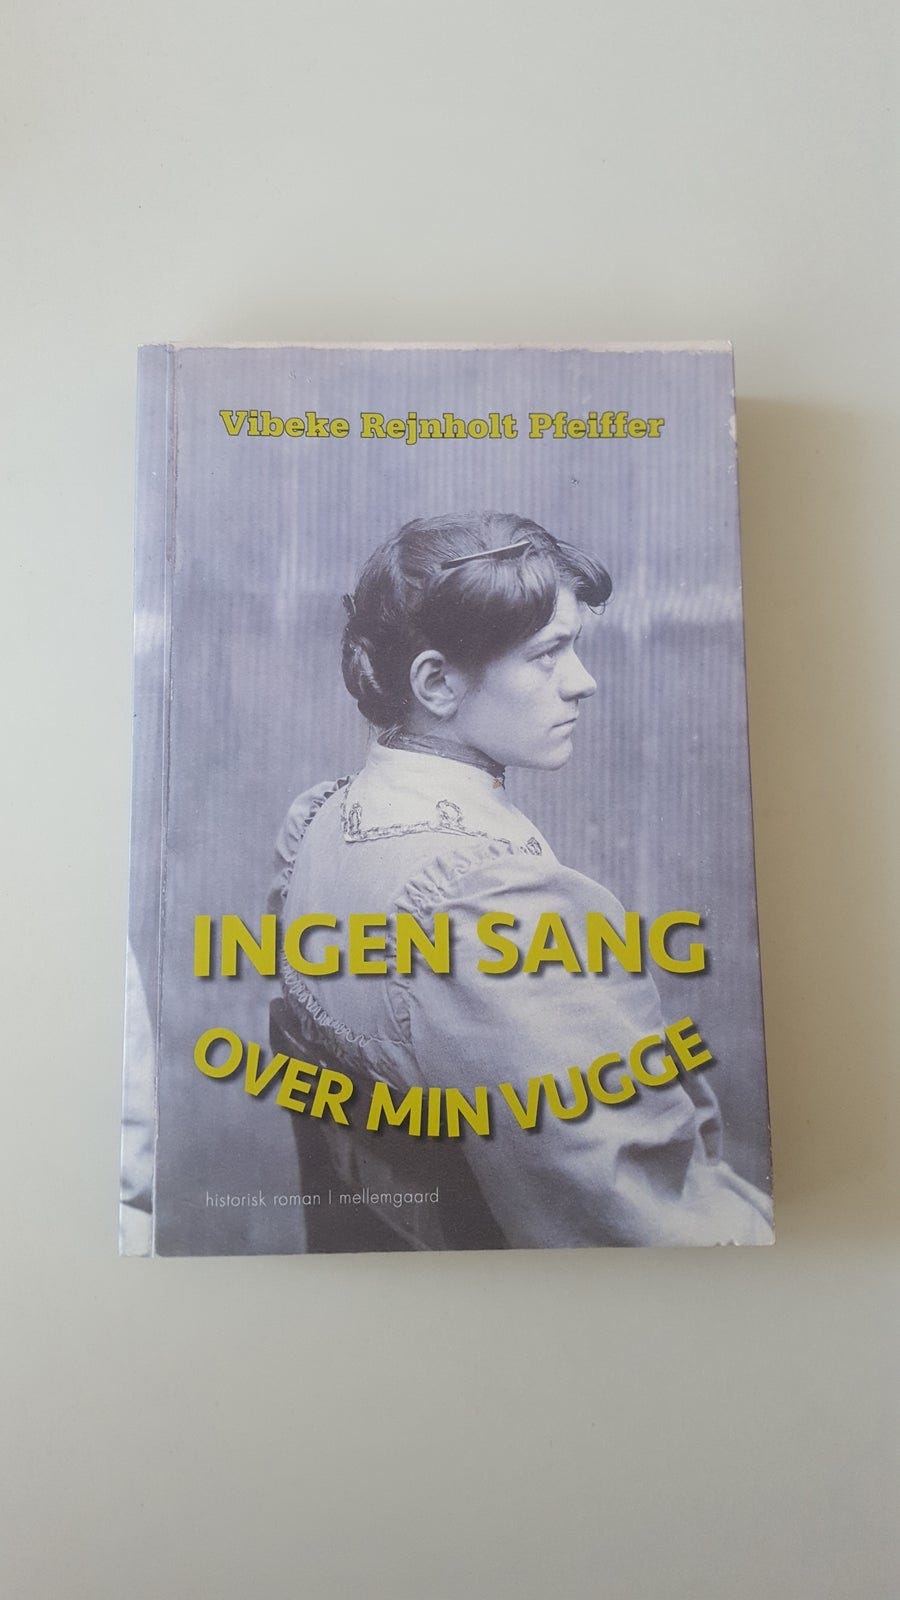 Vibeke Rejnholt Pfeiffer
INGEN SANG
OVER MIN VUGGE
historisk roman | mellemgaard